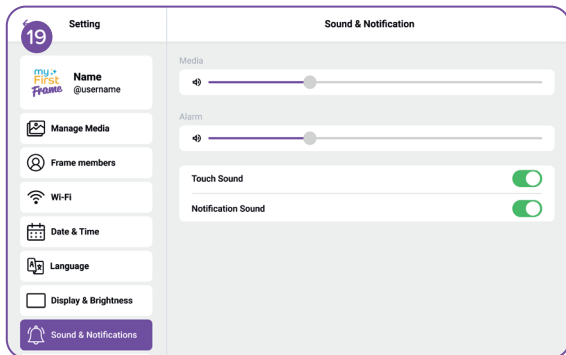 19
Setting
my
First
Frame
Name
@username
Manage Media
Frame members
Wi-Fi
Date & Time
Language
Display & Brightness
Sound & Notifications
Sound & Notification
Media
Alarm
Touch Sound
Notification Sound